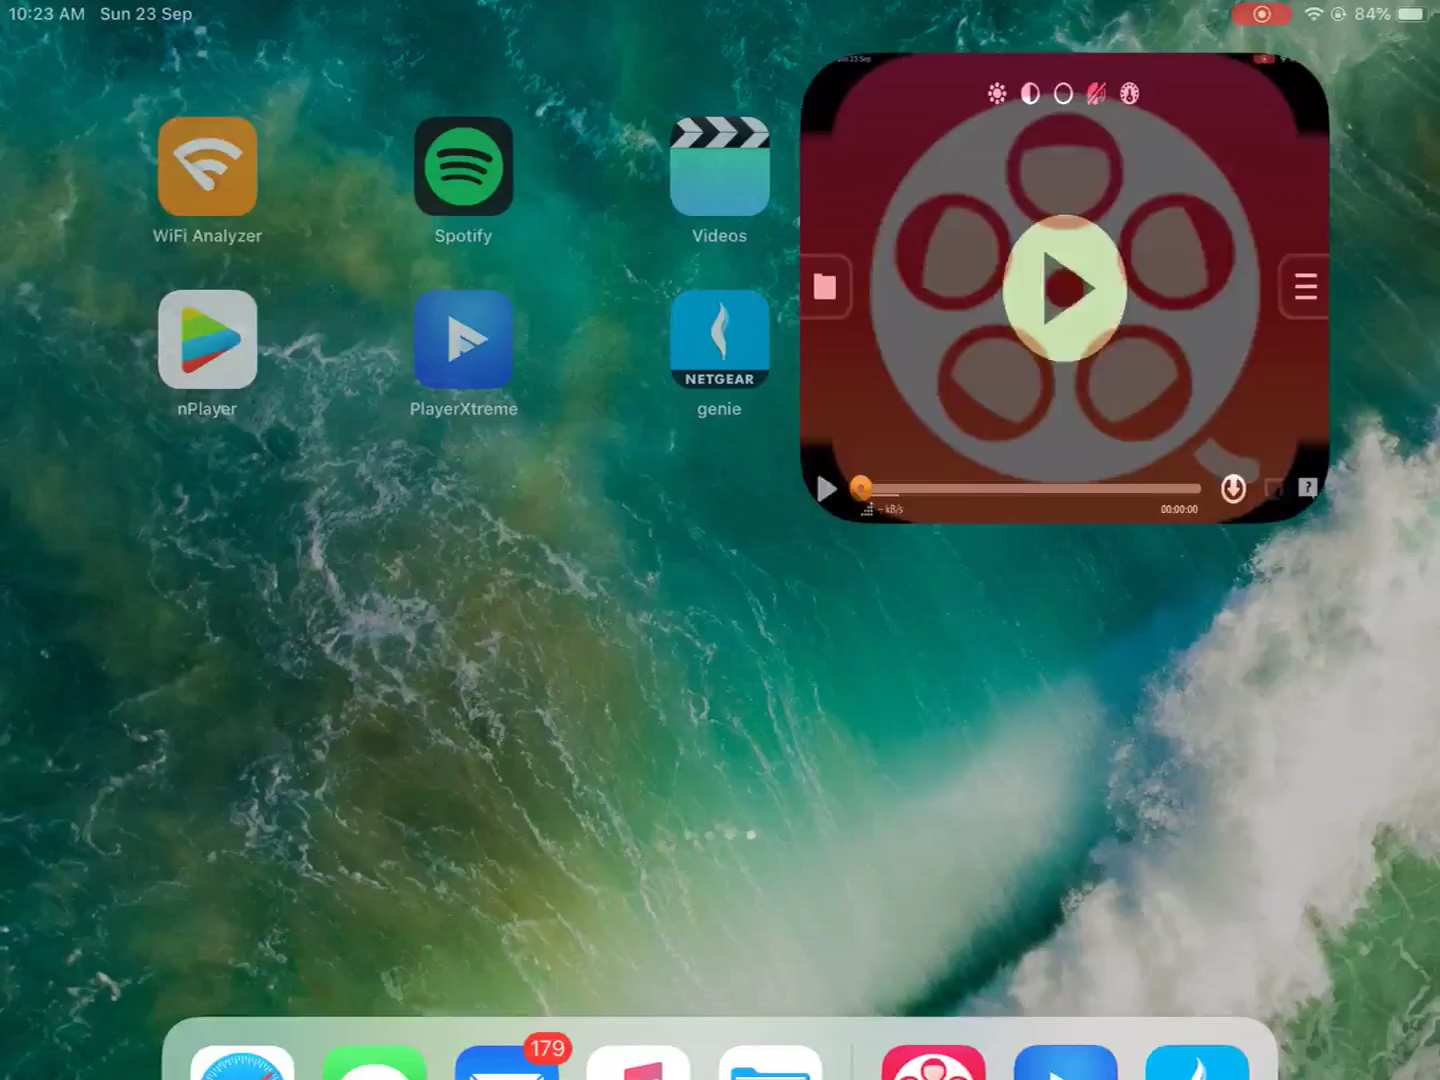 10:23 AM Sun 23 Sep
84%
WiFi Analyzer
Spotify
Videos
nPlayer
PlayerXtreme
NETGEAR
genie
-- kB/s
00:00:00
?
179